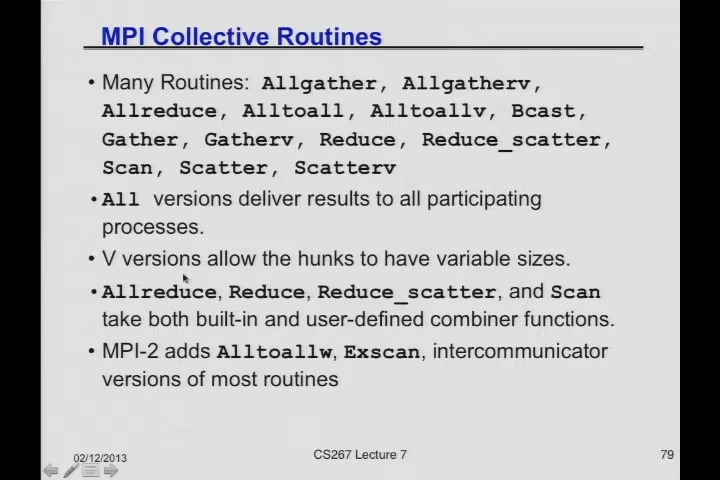 MPI Collective Routines
• Many Routines: Allgather, Allgatherv,
Allreduce, Alltoall, Alltoallv, Bcast,
Gather, Gatherv, Reduce, Reduce_scatter,
Scan, Scatter, Scatterv
• All versions deliver results to all participating
processes.
• V versions allow the hunks to have variable sizes.
• Allreduce, Reduce, Reduce_scatter, and Scan
take both built-in and user-defined combiner functions.
• MPI-2 adds Alltoallw, Exscan, intercommunicator
versions of most routines
02/12/2013
CS267 Lecture 7
79